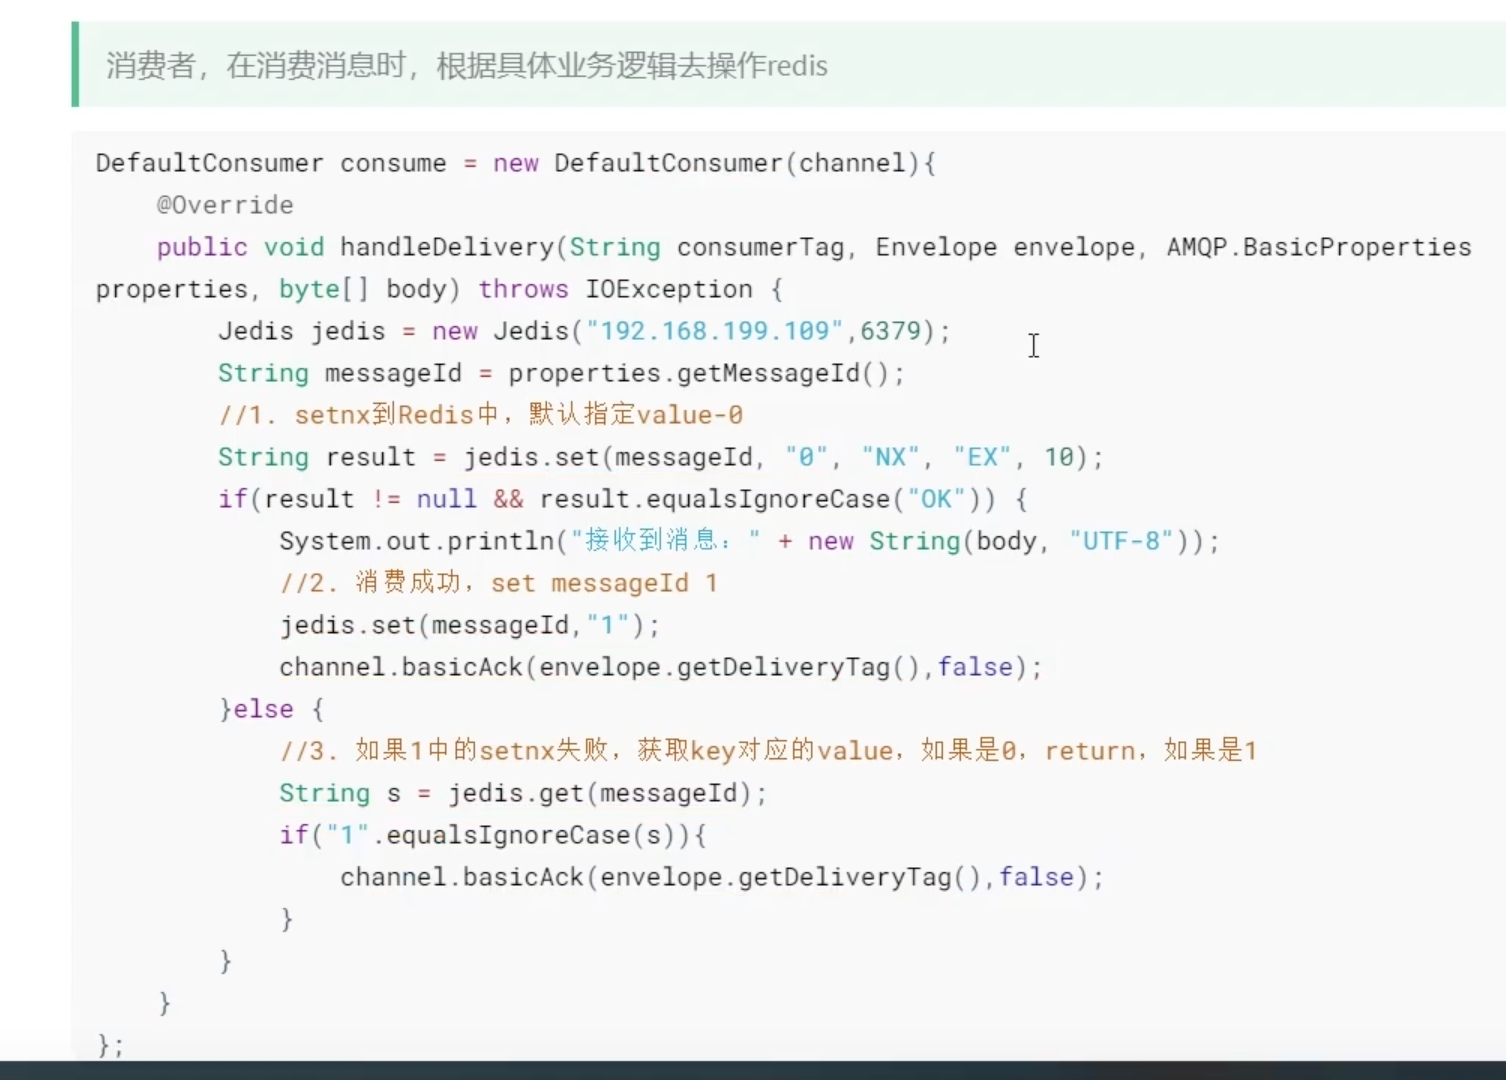 消费者，在消费消息时，根据具体业务逻辑去操作redis
DefaultConsumer consume = new DefaultConsumer(channel){
    @Override
    public void handleDelivery(String consumerTag, Envelope envelope, AMQP.BasicProperties
properties, byte[] body) throws IOException {
        Jedis jedis = new Jedis("192.168.199.109",6379);
        String messageId = properties.getMessageId();
        //1. setnx到Redis中，默认指定value-0
        String result = jedis.set(messageId, "0", "NX", "EX", 10);
        if(result != null && result.equalsIgnoreCase("OK")) {
            System.out.println("接收到消息：" + new String(body, "UTF-8"));
            //2. 消费成功，set messageId 1
            jedis.set(messageId,"1");
            channel.basicAck(envelope.getDeliveryTag(),false);
        }else {
            //3. 如果1中的setnx失败，获取key对应的value，如果是0，return，如果是1
            String s = jedis.get(messageId);
            if("1".equalsIgnoreCase(s)){
                channel.basicAck(envelope.getDeliveryTag(),false);
            }
        }
    }
};